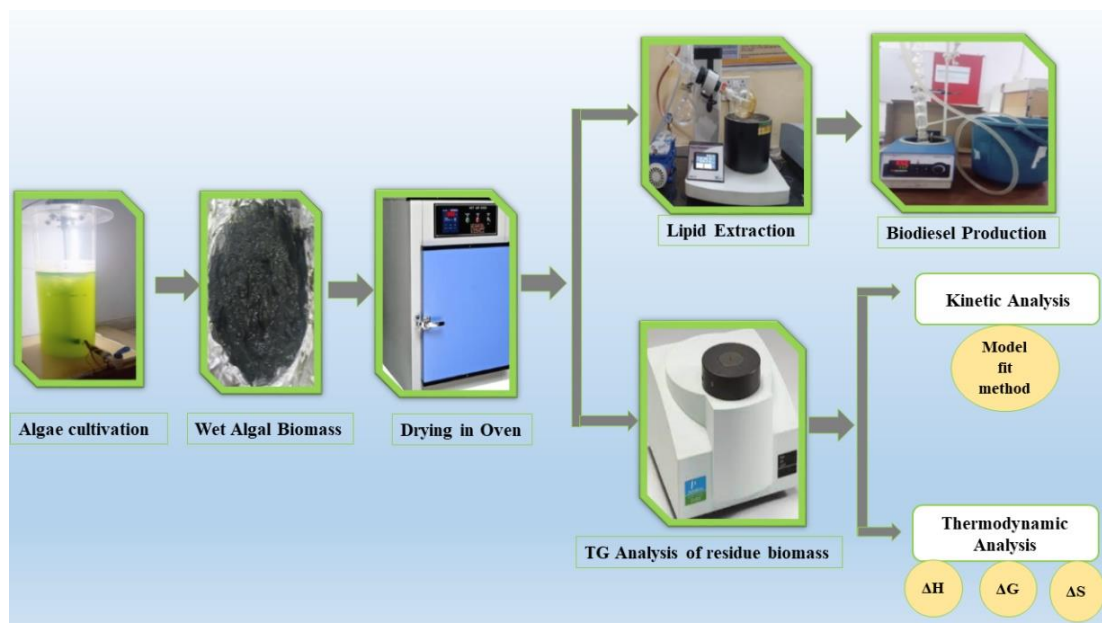 Lipid Extraction
Biodiesel Production
Kinetic Analysis
Model
fit
method
Algae cultivation
Wet Algal Biomass
Drying in Oven
TG Analysis of residue biomass
Thermodynamic
Analysis
ΔH
ΔG
ΔS